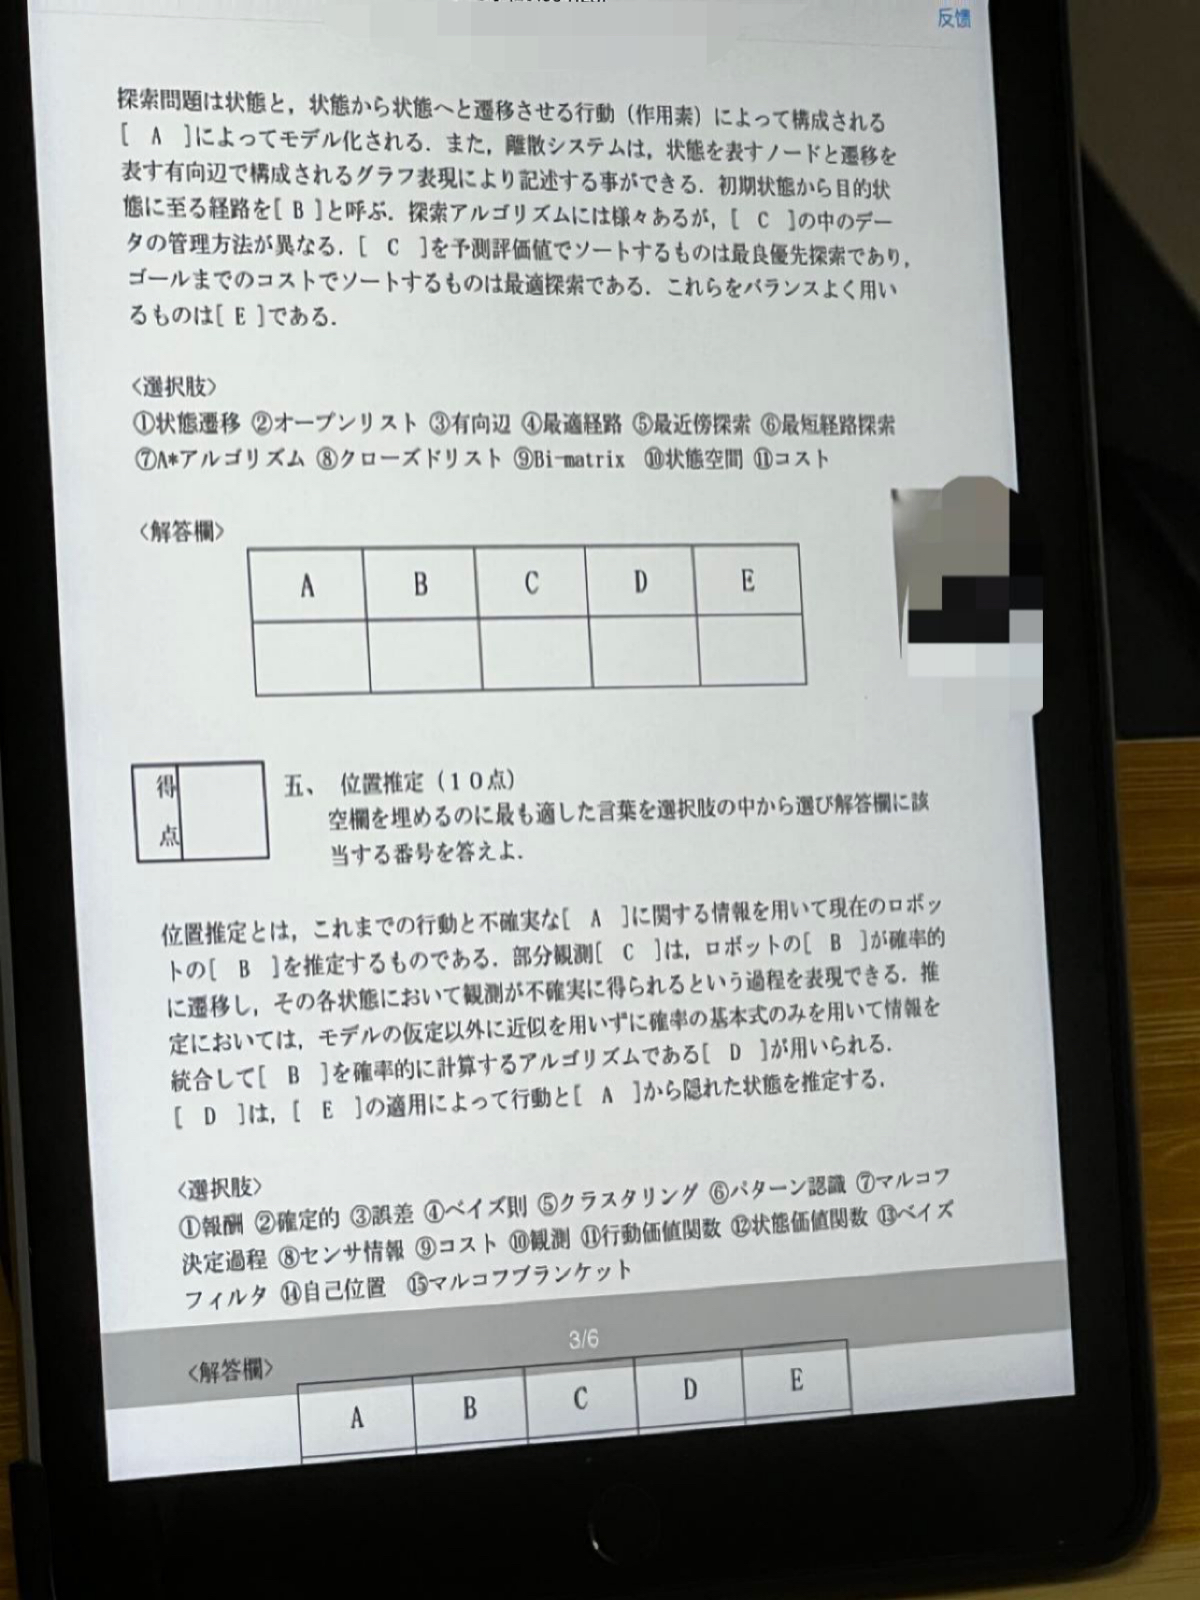 反馈
探索問題は状態と，状態から状態へと遷移させる行動（作用素）によって構成される
[ A ]によってモデル化される．また，離散システムは，状態を表すノードと遷移を
表す有向辺で構成されるグラフ表現により記述する事ができる．初期状態から目的状
態に至る経路を[ B ]と呼ぶ．探索アルゴリズムには様々あるが，[ C ]の中のデー
タの管理方法が異なる．[ C ]を予測評価値でソートするものは最良優先探索であり，
ゴールまでのコストでソートするものは最適探索である．これらをバランスよく用い
るものは[ E ]である．
〈選択肢〉
①状態遷移 ②オープンリスト ③有向辺 ④最適経路 ⑤最近傍探索 ⑥最短経路探索
⑦A*アルゴリズム ⑧クローズドリスト ⑨Bi-matrix ⑩状態空間 ⑪コスト
〈解答欄〉
A B C D E
得
点
五、 位置推定（１０点）
空欄を埋めるのに最も適した言葉を選択肢の中から選び解答欄に該
当する番号を答えよ．
位置推定とは，これまでの行動と不確実な[ A ]に関する情報を用いて現在のロボッ
トの[ B ]を推定するものである．部分観測[ C ]は，ロボットの[ B ]が確率的
に遷移し，その各状態において観測が不確実に得られるという過程を表現できる．推
定においては，モデルの仮定以外に近似を用いずに確率の基本式のみを用いて情報を
統合して[ B ]を確率的に計算するアルゴリズムである[ D ]が用いられる．
[ D ]は，[ E ]の適用によって行動と[ A ]から隠れた状態を推定する．
〈選択肢〉
①報酬 ②確定的 ③誤差 ④ベイズ則 ⑤クラスタリング ⑥パターン認識 ⑦マルコフ
決定過程 ⑧センサ情報 ⑨コスト ⑩観測 ⑪行動価値関数 ⑫状態価値関数 ⑬ベイズ
フィルタ ⑭自己位置 ⑮マルコフブランケット
3/6
〈解答欄〉
A B C D E